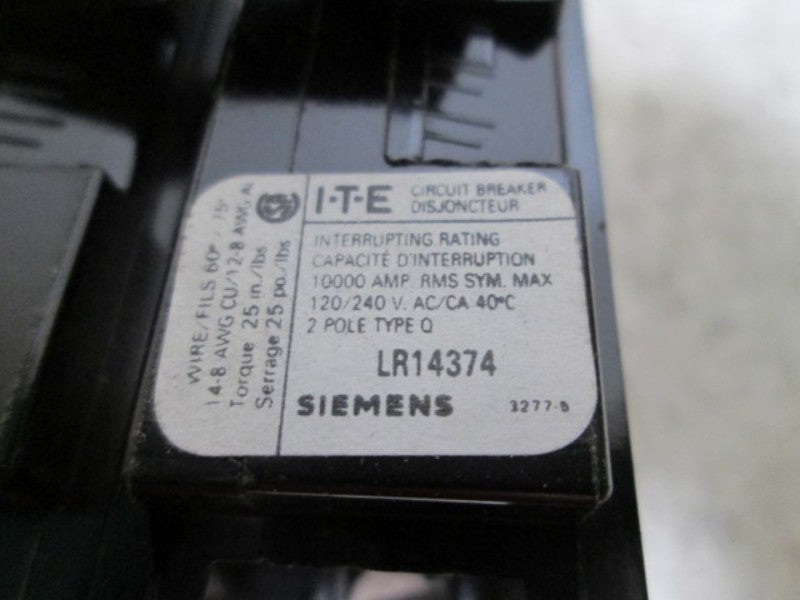 I-T-E CIRCUIT BREAKER
DISJONCTEUR
INTERRUPTING RATING
CAPACITÉ D'INTERRUPTION
10000 AMP. RMS SYM. MAX
120/240 V. AC/CA 40°C
2 POLE TYPE Q
LR14374
SIEMENS 3277-B
WIRE/FILS 60° / 75°
14-8 AWG CU/12-8 AWG A
Torque 25 in./lbs
Serrage 25 po./lbs